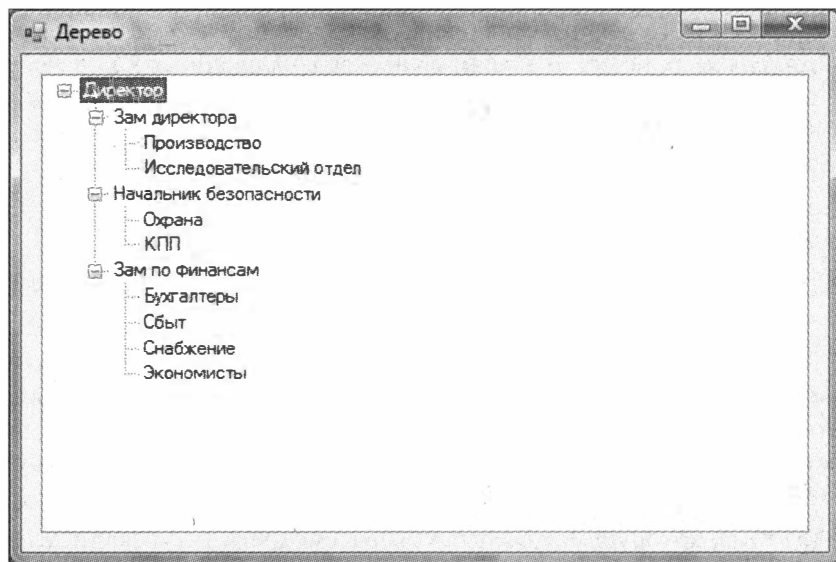 Дерево
Директор
Зам директора
Производство
Исследовательский отдел
Начальник безопасности
Охрана
КПП
Зам по финансам
Бухгалтеры
Сбыт
Снабжение
Экономисты